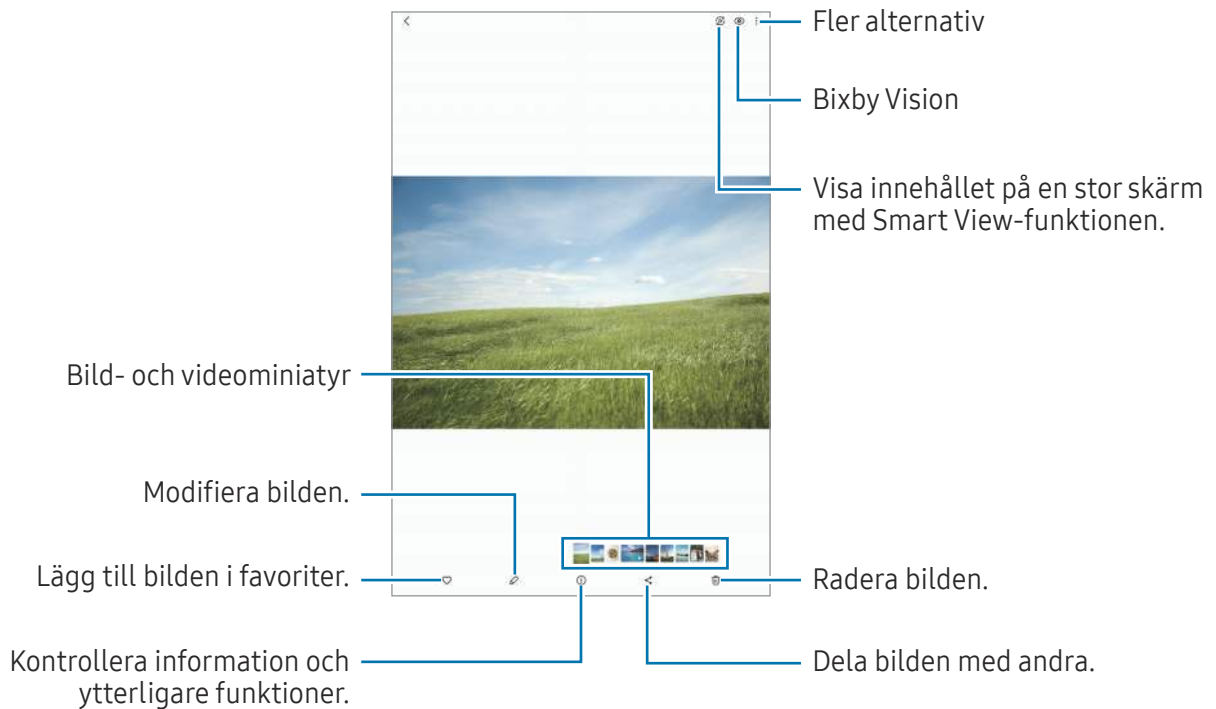 Fler alternativ
Bixby Vision
Visa innehållet på en stor skärm
med Smart View-funktionen.
Bild- och videominiatyr
Modifiera bilden.
Lägg till bilden i favoriter.
Radera bilden.
Kontrollera information och
ytterligare funktioner.
Dela bilden med andra.